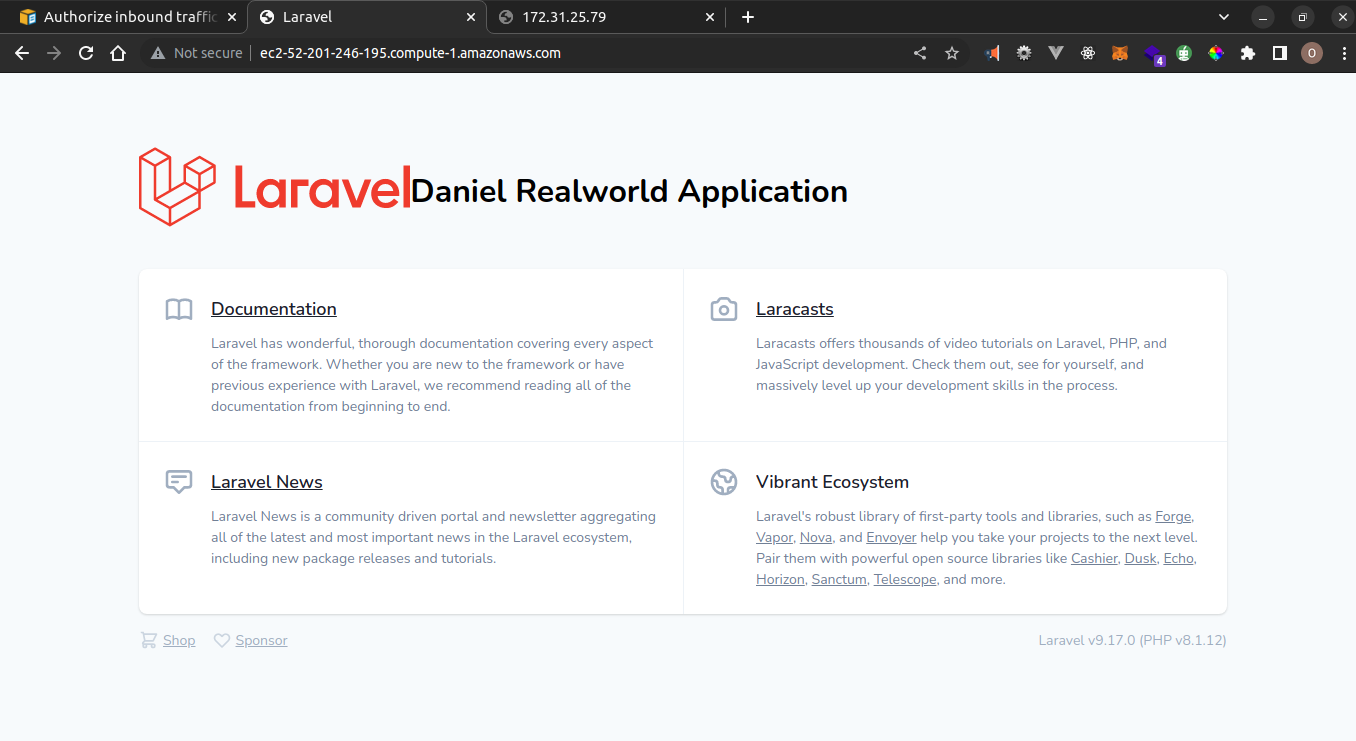 Authorize inbound traffic
Laravel
172.31.25.79
Not secure
ec2-52-201-246-195.compute-1.amazonaws.com
4
O
Laravel Daniel Realworld Application
Documentation
Laravel has wonderful, thorough documentation covering every aspect
of the framework. Whether you are new to the framework or have
previous experience with Laravel, we recommend reading all of the
documentation from beginning to end.
Laracasts
Laracasts offers thousands of video tutorials on Laravel, PHP, and
JavaScript development. Check them out, see for yourself, and
massively level up your development skills in the process.
Laravel News
Laravel News is a community driven portal and newsletter aggregating
all of the latest and most important news in the Laravel ecosystem,
including new package releases and tutorials.
Vibrant Ecosystem
Laravel's robust library of first-party tools and libraries, such as Forge,
Vapor, Nova, and Envoyer help you take your projects to the next level.
Pair them with powerful open source libraries like Cashier, Dusk, Echo,
Horizon, Sanctum, Telescope, and more.
Shop
Sponsor
Laravel v9.17.0 (PHP v8.1.12)